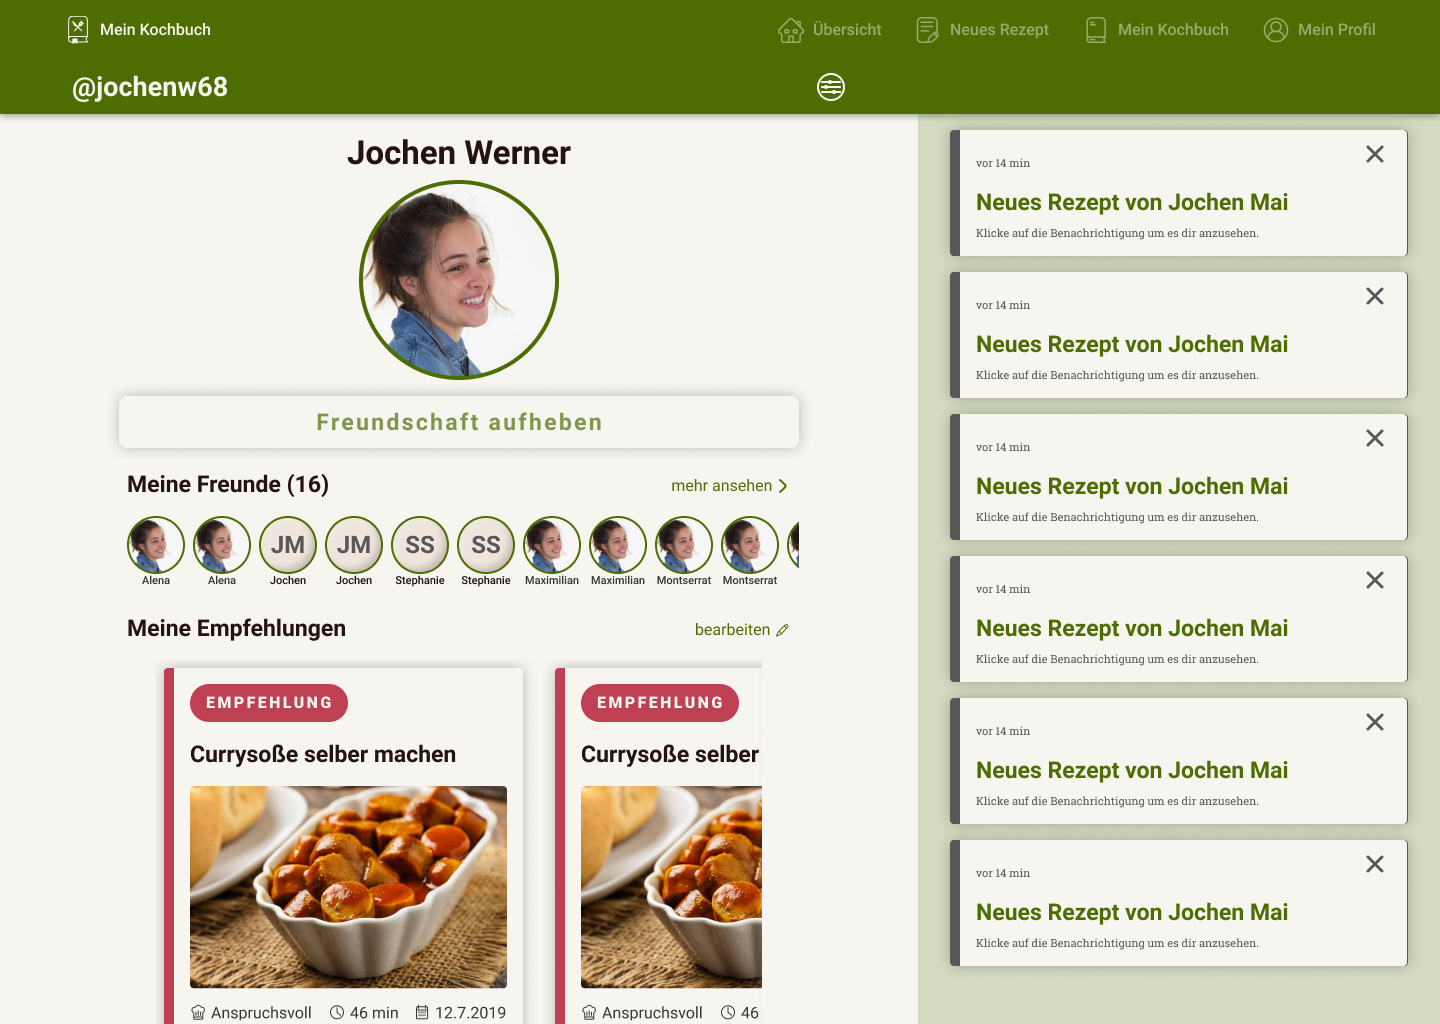 Mein Kochbuch
Übersicht
Neues Rezept
Mein Kochbuch
Mein Profil
@jochenw68
Jochen Werner
Freundschaft aufheben
Meine Freunde (16)
mehr ansehen
JM
JM
SS
SS
Alena
Alena
Jochen
Jochen
Stephanie
Stephanie
Maximilian
Maximilian
Montserrat
Montserrat
Meine Empfehlungen
bearbeiten
EMPFEHLUNG
Currysoße selber machen
Anspruchsvoll
46 min
12.7.2019
EMPFEHLUNG
Currysoße selber
Anspruchsvoll
46
vor 14 min
Neues Rezept von Jochen Mai
Klicke auf die Benachrichtigung um es dir anzusehen.
vor 14 min
Neues Rezept von Jochen Mai
Klicke auf die Benachrichtigung um es dir anzusehen.
vor 14 min
Neues Rezept von Jochen Mai
Klicke auf die Benachrichtigung um es dir anzusehen.
vor 14 min
Neues Rezept von Jochen Mai
Klicke auf die Benachrichtigung um es dir anzusehen.
vor 14 min
Neues Rezept von Jochen Mai
Klicke auf die Benachrichtigung um es dir anzusehen.
vor 14 min
Neues Rezept von Jochen Mai
Klicke auf die Benachrichtigung um es dir anzusehen.